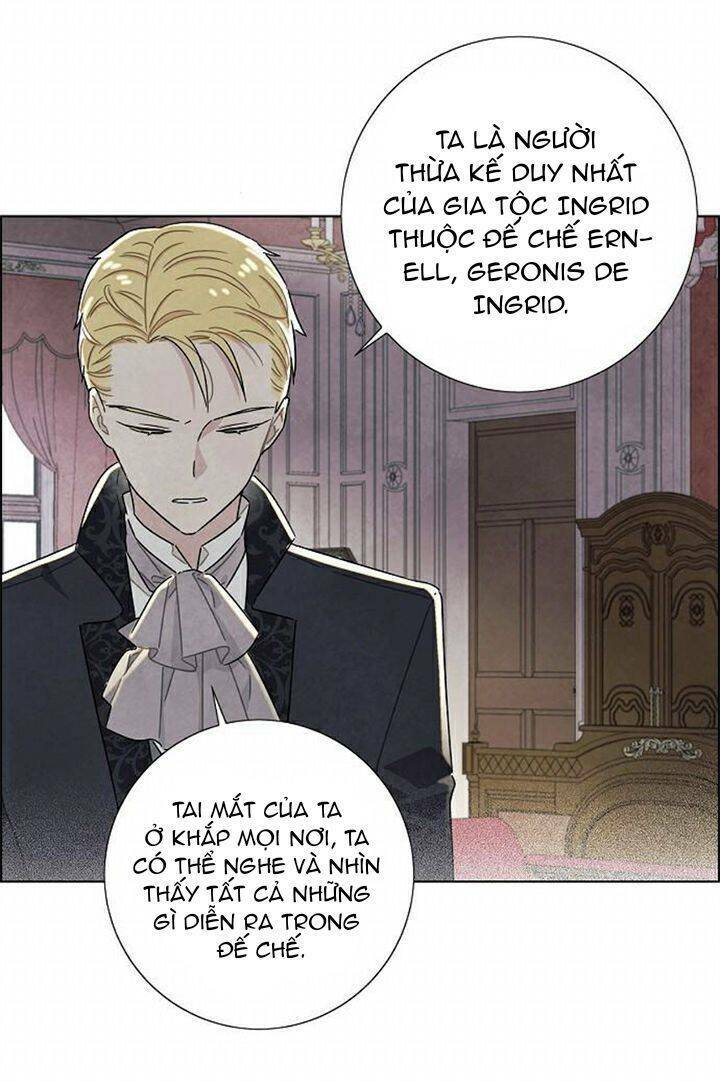 TA LÀ NGƯỜI
THỪA KẾ DUY NHẤT
CỦA GIA TỘC INGRID
THUỘC ĐẾ CHẾ ERN-
ELL, GERONIS DE
INGRID.
TAI MẮT CỦA TA
Ở KHẮP MỌI NƠI, TA
CÓ THỂ NGHE VÀ NHÌN
THẤY TẤT CẢ NHỮNG
GÌ DIỄN RA TRONG
ĐẾ CHẾ.